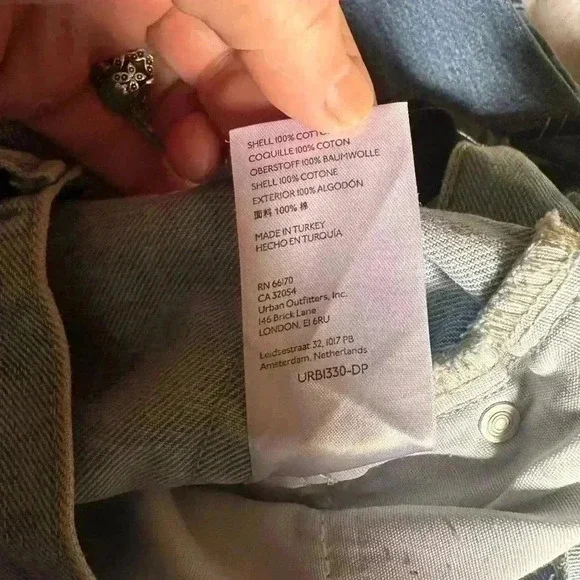 SHELL 100% COTTON
COQUILLE 100% COTON
OBERSTOFF 100% BAUMWOLLE
SHELL 100% COTONE
EXTERIOR 100% ALGODÓN
面料 100% 棉
MADE IN TURKEY
HECHO EN TURQUÍA
RN 66170
CA 32054
Urban Outfitters, Inc.
146 Brick Lane
LONDON, E1 6RU
Leidsestraat 32, 1017 PB
Amsterdam, Netherlands
URB1330-DP